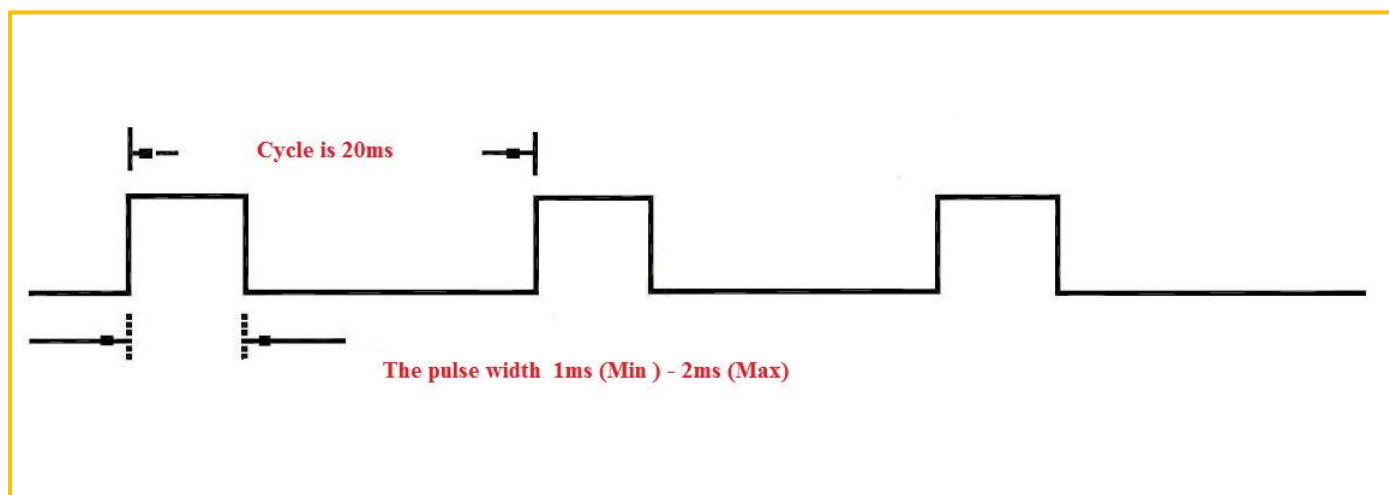 Cycle is 20ms
The pulse width 1ms (Min ) - 2ms (Max)